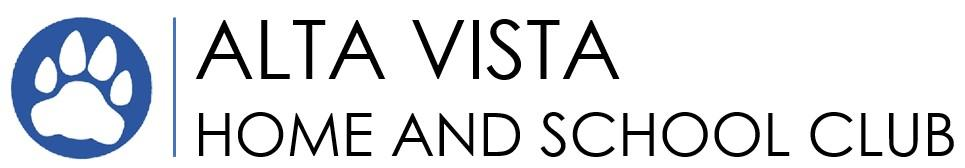 ALTA VISTA
HOME AND SCHOOL CLUB